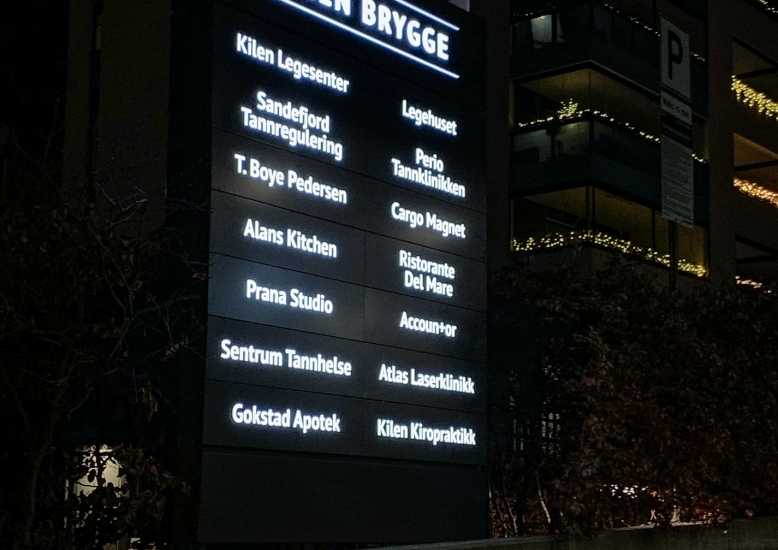 EN BRYGGE
Kilen Legesenter
Sandefjord
Tannregulering
T. Boye Pedersen
Alans Kitchen
Prana Studio
Sentrum Tannhelse
Gokstad Apotek
Legehuset
Perio
Tannklinikken
Cargo Magnet
Ristorante
Del Mare
Accoun+or
Atlas Laserklinikk
Kilen Kiropraktikk
P